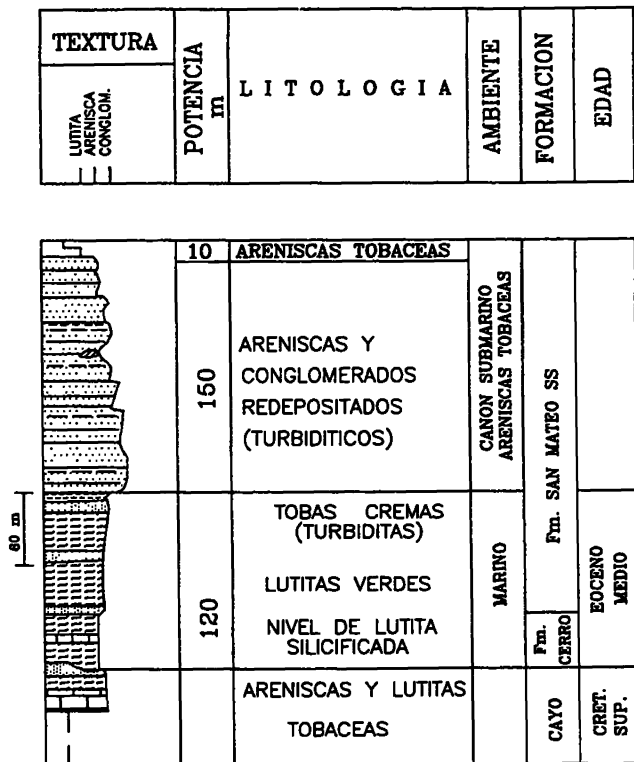 TEXTURA
LUTITA
ARENISCA
CONGLOM.
POTENCIA
m
L I T O L O G I A
AMBIENTE
FORMACION
EDAD
10
ARENISCAS TOBACEAS
150
ARENISCAS Y
CONGLOMERADOS
REDEPOSITADOS
(TURBIDITICOS)
CANON SUBMARINO
ARENISCAS TOBACEAS
Fm. SAN MATEO SS
60 m
120
TOBAS CREMAS
(TURBIDITAS)
LUTITAS VERDES
NIVEL DE LUTITA
SILICIFICADA
MARINO
Fm.
CERRO
EOCENO
MEDIO
ARENISCAS Y LUTITAS
TOBACEAS
CAYO
CRET.
SUP.